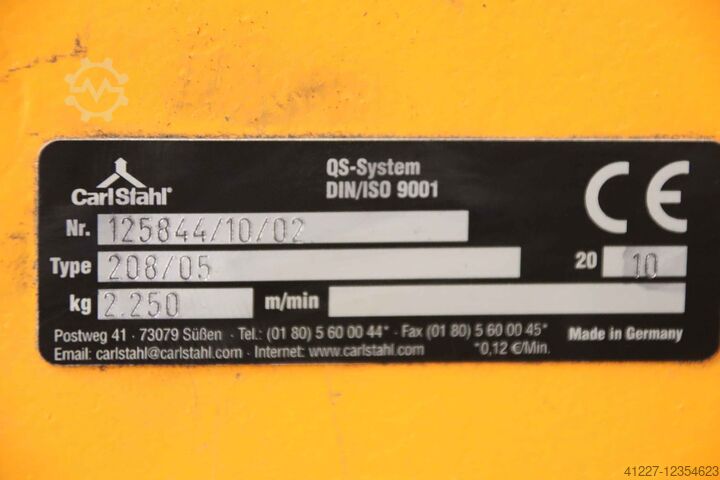 CarlStahl®
QS-System
DIN/ISO 9001
CE
Nr. 125844/10/02
Type 208/05 20 10
kg 2.250 m/min
Postweg 41 · 73079 Süßen · Tel.: (01 80) 5 60 00 44* · Fax (01 80) 5 60 00 45*
Email: carlstahl@carlstahl.com · Internet: www.carlstahl.com *0,12 €/Min.
Made in Germany
41227-12354623